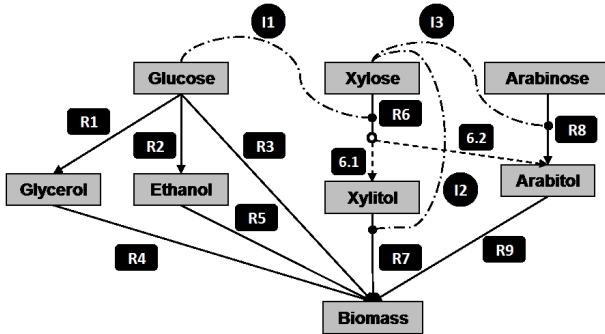 I1
I3
Glucose
Xylose
Arabinose
R1
R2
R3
R6
R8
6.2
6.1
Glycerol
Ethanol
Xylitol
I2
Arabitol
R4
R5
R7
R9
Biomass